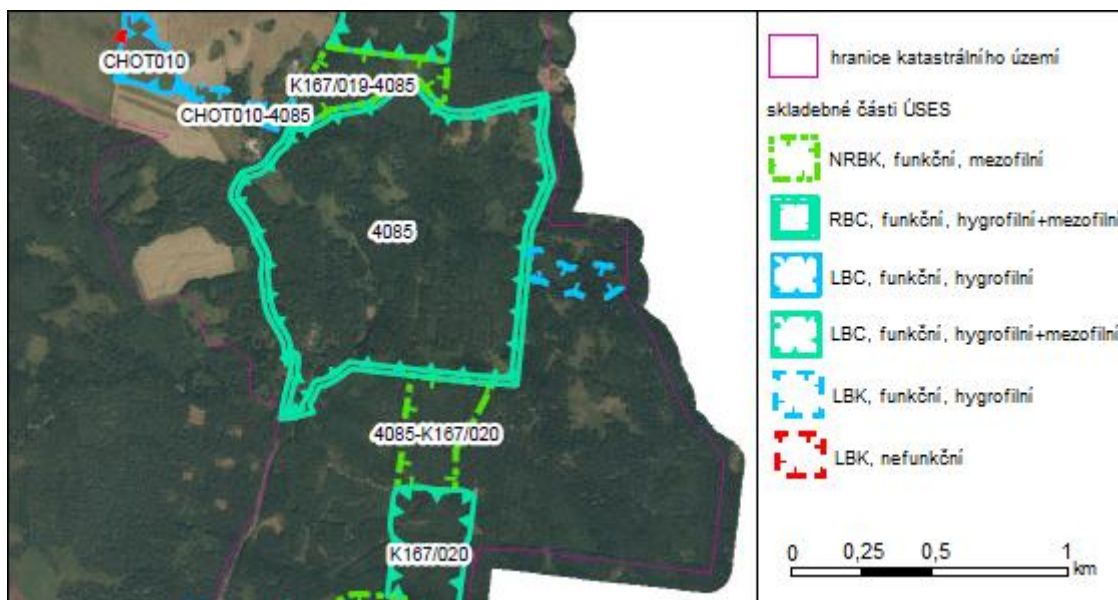 CHOT010
K167/019-4085
CHOT010-4085
4085
4085-K167/020
K167/020
hranice katastrálního území
skladebné části ÚSES
NRBK, funkční, mezofilní
RBC, funkční, hygrofilní+mezofilní
LBC, funkční, hygrofilní
LBC, funkční, hygrofilní+mezofilní
LBK, funkční, hygrofilní
LBK, nefunkční
0 0,25 0,5 1
km